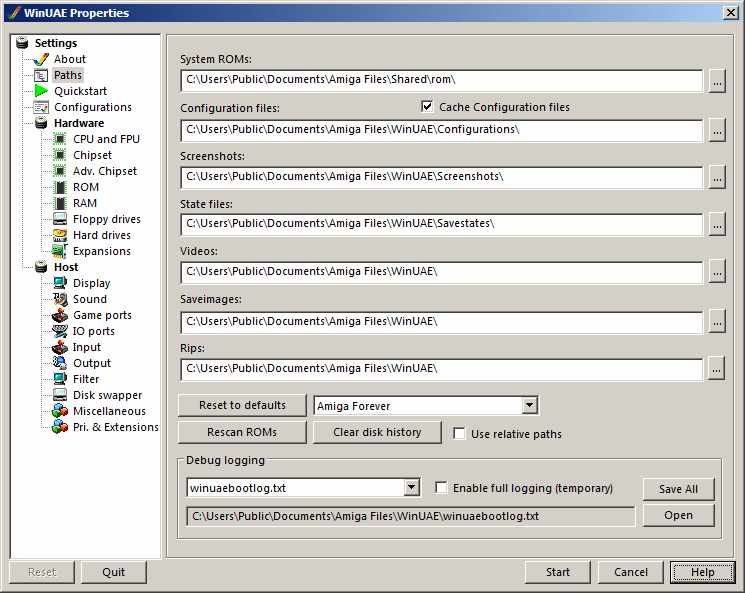 WinUAE Properties
Settings
About
Paths
Quickstart
Configurations
Hardware
CPU and FPU
Chipset
Adv. Chipset
ROM
RAM
Floppy drives
Hard drives
Expansions
Host
Display
Sound
Game ports
IO ports
Input
Output
Filter
Disk swapper
Miscellaneous
Pri. & Extensions
System ROMs:
C:\Users\Public\Documents\Amiga Files\Shared\rom\
...
Configuration files:
Cache Configuration files
C:\Users\Public\Documents\Amiga Files\WinUAE\Configurations\
...
Screenshots:
C:\Users\Public\Documents\Amiga Files\WinUAE\Screenshots\
...
State files:
C:\Users\Public\Documents\Amiga Files\WinUAE\Savestates\
...
Videos:
C:\Users\Public\Documents\Amiga Files\WinUAE\
...
Saveimages:
C:\Users\Public\Documents\Amiga Files\WinUAE\
...
Rips:
C:\Users\Public\Documents\Amiga Files\WinUAE\
...
Reset to defaults
Amiga Forever
Rescan ROMs
Clear disk history
Use relative paths
Debug logging
winuaebootlog.txt
Enable full logging (temporary)
Save All
C:\Users\Public\Documents\Amiga Files\WinUAE\winuaebootlog.txt
Open
Reset
Quit
Start
Cancel
Help